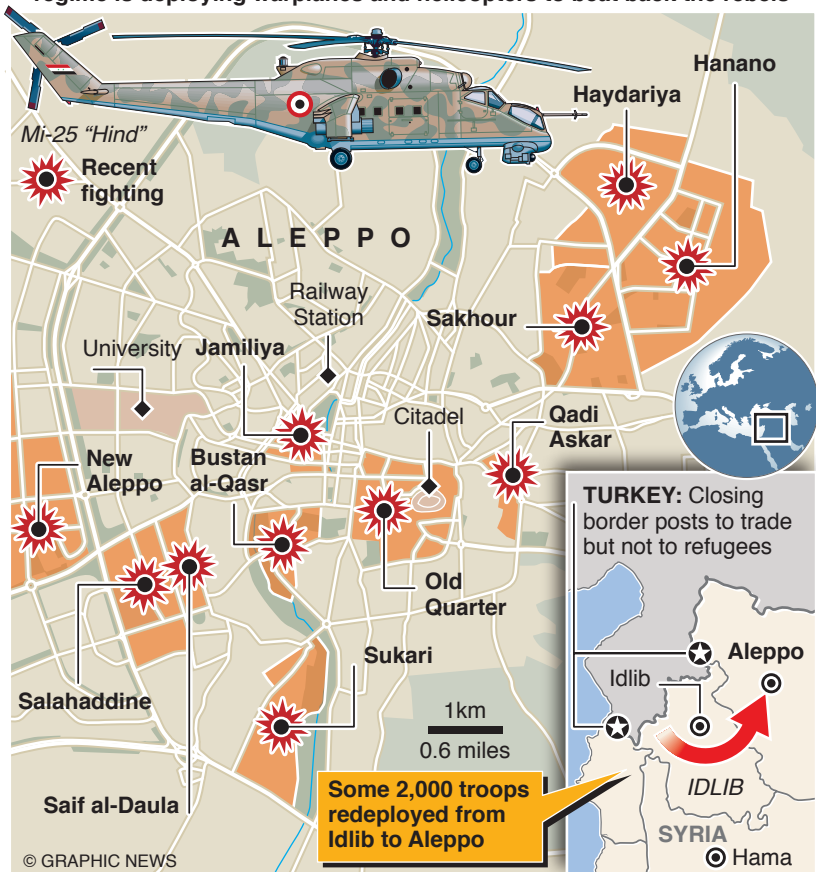 regime is deploying warplanes and helicopters to beat back the rebels
Hanano
Haydariya
Mi-25 “Hind”
Recent
fighting
ALEPPO
Railway
Station
Sakhour
University
Jamiliya
Citadel
Qadi
Askar
New
Aleppo
Bustan
al-Qasr
TURKEY: Closing
border posts to trade
but not to refugees
Old
Quarter
Sukari
Aleppo
Idlib
Salahaddine
1km
0.6 miles
IDLIB
Some 2,000 troops
redeployed from
Idlib to Aleppo
Saif al-Daula
SYRIA
Hama
© GRAPHIC NEWS